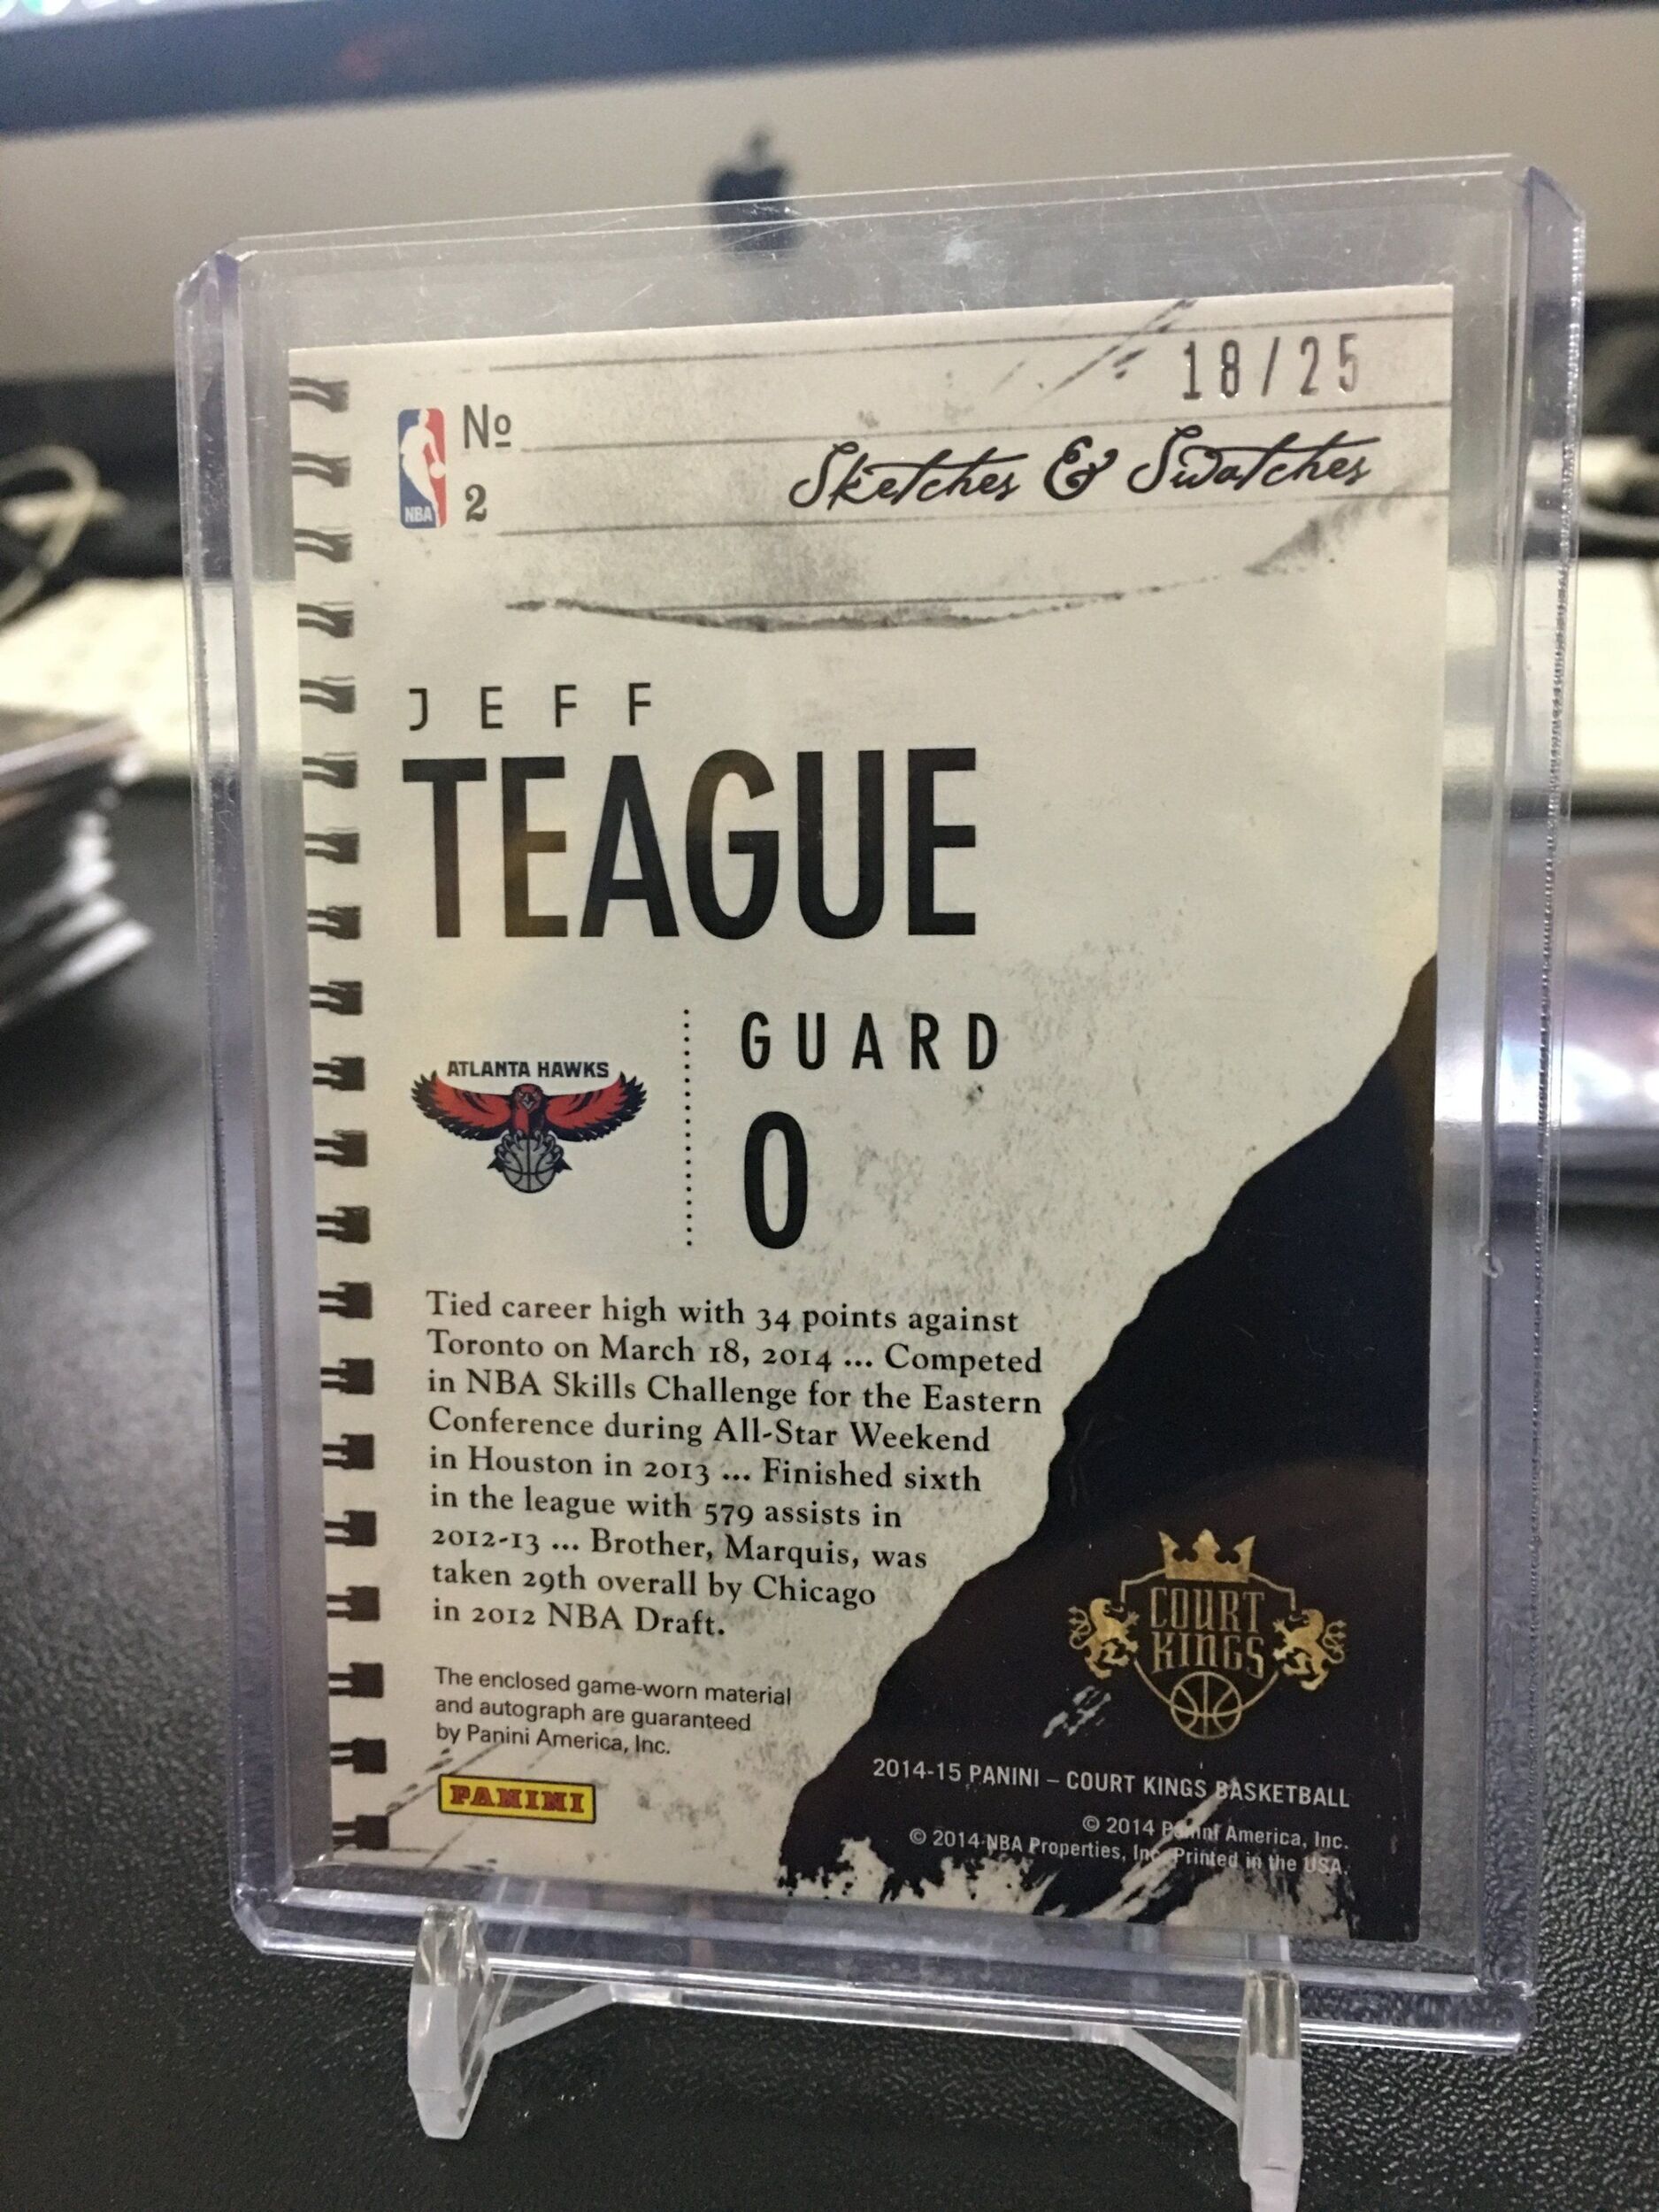 18/25
NBA
No
2
Sketches & Swatches
JEFF
TEAGUE
ATLANTA HAWKS
GUARD
0
Tied career high with 34 points against
Toronto on March 18, 2014 ... Competed
in NBA Skills Challenge for the Eastern
Conference during All-Star Weekend
in Houston in 2013 ... Finished sixth
in the league with 579 assists in
2012-13 ... Brother, Marquis, was
taken 29th overall by Chicago
in 2012 NBA Draft.
The enclosed game-worn material
and autograph are guaranteed
by Panini America, Inc.
PANINI
COURT
KINGS
2014-15 PANINI – COURT KINGS BASKETBALL
© 2014 Panini America, Inc.
© 2014 NBA Properties, Inc. Printed in the USA.